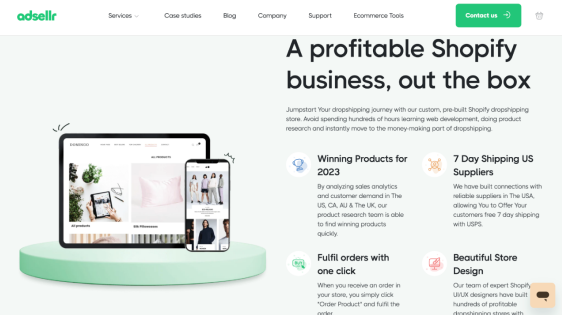 adsellr
Services
Case studies
Blog
Company
Support
Ecommerce Tools
Contact us
A profitable Shopify
business, out the box
Jumpstart Your dropshipping journey with our custom, pre-built Shopify dropshipping
store. Avoid spending hundreds of hours learning web development, doing product
research and instantly move to the money-making part of dropshipping.
ALL PRODUCTS
All products
Silk Pillowcases
Winning Products for
2023
By analyzing sales analytics
and customer demand in The
US, CA, AU & The UK, our
product research team is able
to find winning products
quickly.
7 Day Shipping US
Suppliers
We have built connections with
reliable suppliers in The USA,
allowing You to Offer Your
customers free 7 day shipping
with USPS.
Fulfil orders with
one click
When you receive an order in
your store, you simply click
"Order Product" and fulfil the
order
Beautiful Store
Design
Our team of expert Shopify
UI/UX designers have built
hundreds of profitable
dropshipping stores with